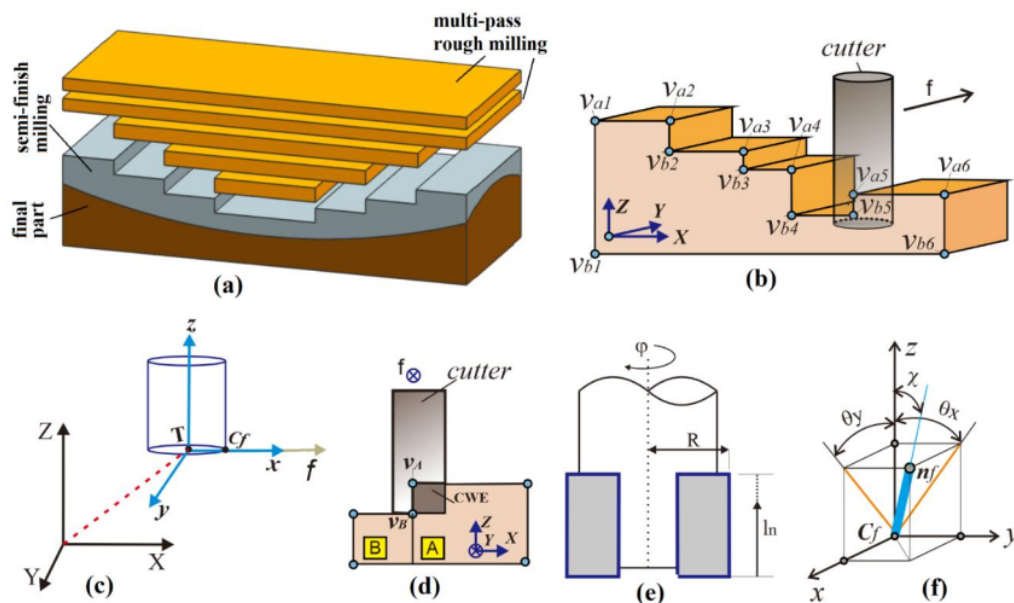 multi-pass
rough milling
semi-finish
milling
final
part
(a)
cutter
f
va1
va2
va3
va4
va5
va6
vb2
vb3
vb4
vb5
vb6
vb1
Z
Y
X
(b)
z
T
Cf
x
f
y
Z
X
Y
(c)
f
cutter
vA
CWE
vB
B
A
Z
Y
X
(d)
φ
R
ln
(e)
z
χ
θy
θx
nf
Cf
y
x
(f)